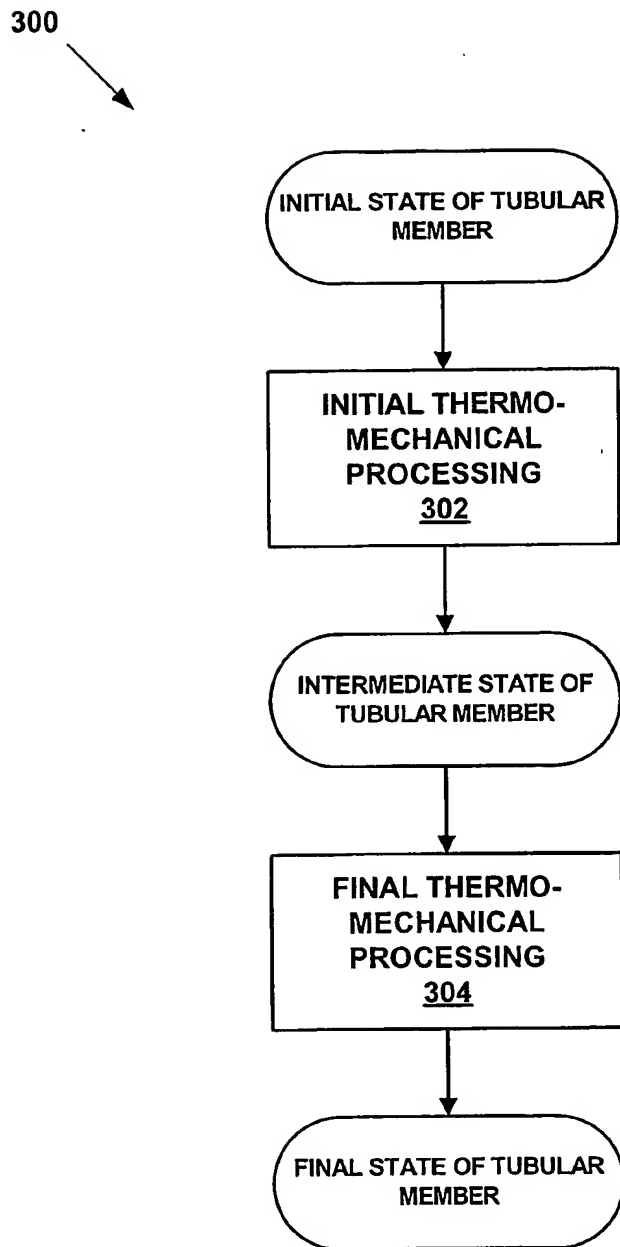 300
INITIAL STATE OF TUBULAR
MEMBER
INITIAL THERMO-
MECHANICAL
PROCESSING
302
INTERMEDIATE STATE OF
TUBULAR MEMBER
FINAL THERMO-
MECHANICAL
PROCESSING
304
FINAL STATE OF TUBULAR
MEMBER